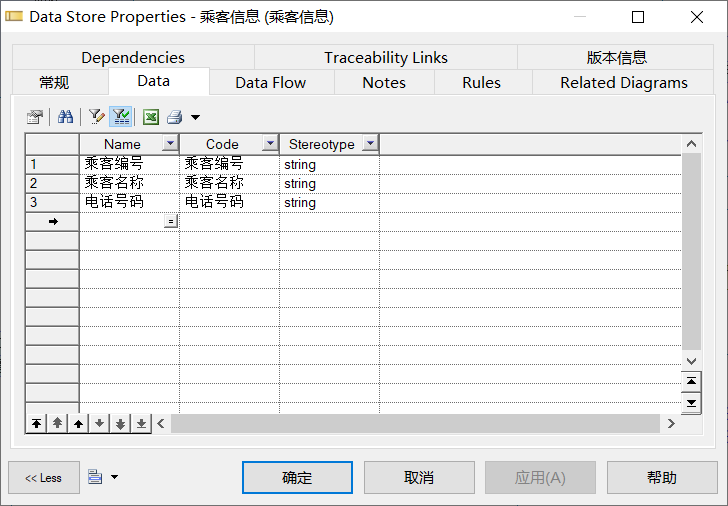 Data Store Properties - 乘客信息 (乘客信息)
Dependencies Traceability Links 版本信息
常规 Data Data Flow Notes Rules Related Diagrams
Name Code Stereotype
1 乘客编号 乘客编号 string
2 乘客名称 乘客名称 string
3 电话号码 电话号码 string
<< Less 确定 取消 应用(A) 帮助